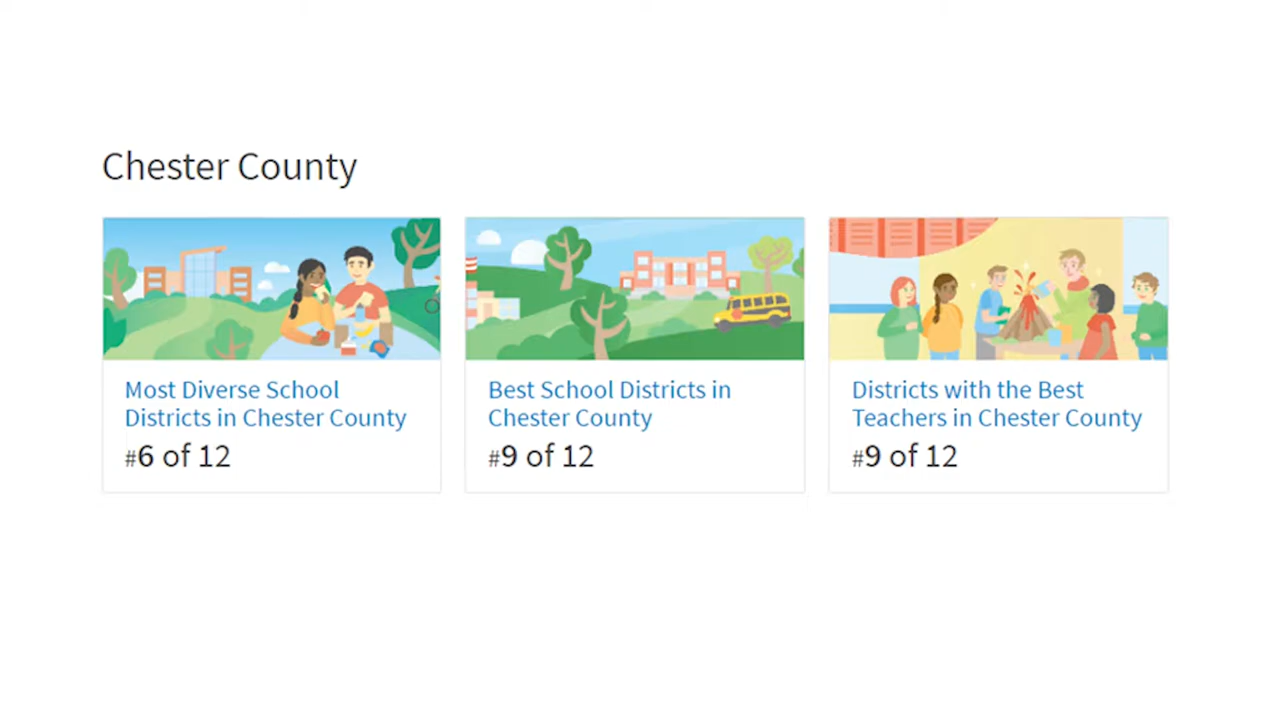 Chester County
Most Diverse School
Districts in Chester County
#6 of 12
Best School Districts in
Chester County
#9 of 12
Districts with the Best
Teachers in Chester County
#9 of 12